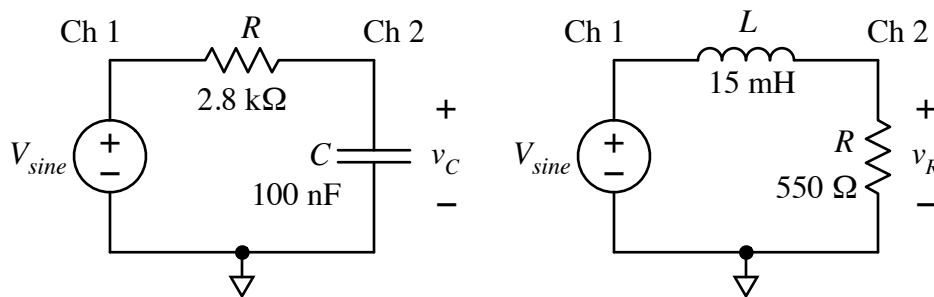 Ch 1
R
Ch 2
2.8 kΩ
+
+
V_sine
−
C
v_C
100 nF
−
Ch 1
L
Ch 2
15 mH
+
+
V_sine
−
R
v_R
550 Ω
−